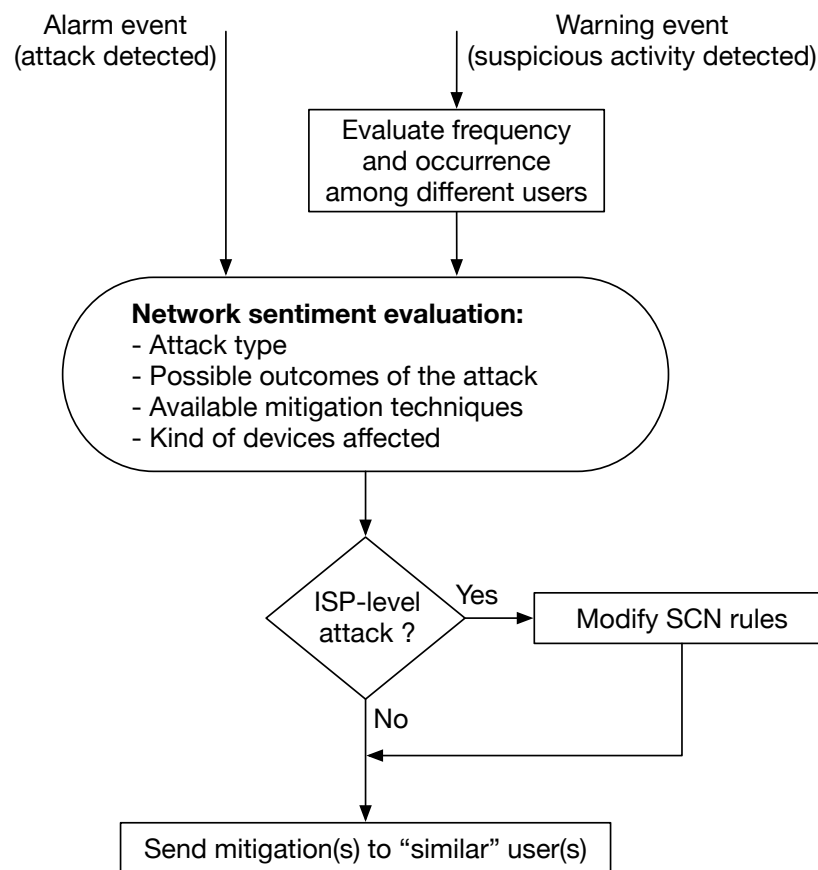 Alarm event
(attack detected)
Warning event
(suspicious activity detected)
Evaluate frequency
and occurrence
among different users
Network sentiment evaluation:
- Attack type
- Possible outcomes of the attack
- Available mitigation techniques
- Kind of devices affected
ISP-level
attack ?
Yes
Modify SCN rules
No
Send mitigation(s) to “similar” user(s)